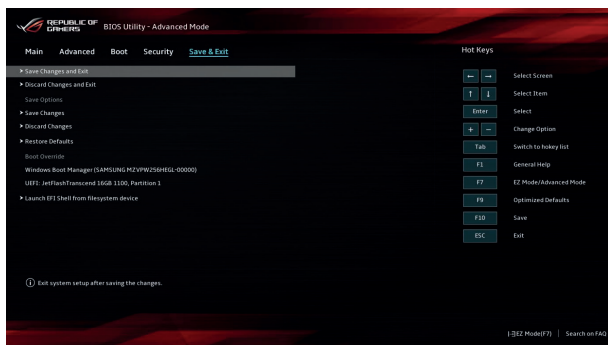 REPUBLIC OF
GAMERS
BIOS Utility - Advanced Mode
Main Advanced Boot Security Save & Exit
Hot Keys
> Save Changes and Exit
> Discard Changes and Exit
Save Options
> Save Changes
> Discard Changes
> Restore Defaults
Boot Override
Windows Boot Manager (SAMSUNG MZVPW256HEGL-00000)
UEFI: JetFlashTranscend 16GB 1100, Partition 1
> Launch EFI Shell from filesystem device
← → Select Screen
↑ ↓ Select Item
Enter Select
+ − Change Option
Tab Switch to hokey list
F1 General Help
F7 EZ Mode/Advanced Mode
F9 Optimized Defaults
F10 Save
ESC Exit
i Exit system setup after saving the changes.
EZ Mode(F7) | Search on FAQ